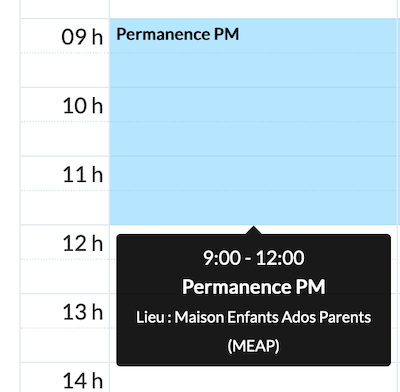 09 h
Permanence PM
10 h
11 h
12 h
9:00 - 12:00
Permanence PM
13 h
Lieu : Maison Enfants Ados Parents
(MEAP)
14 h